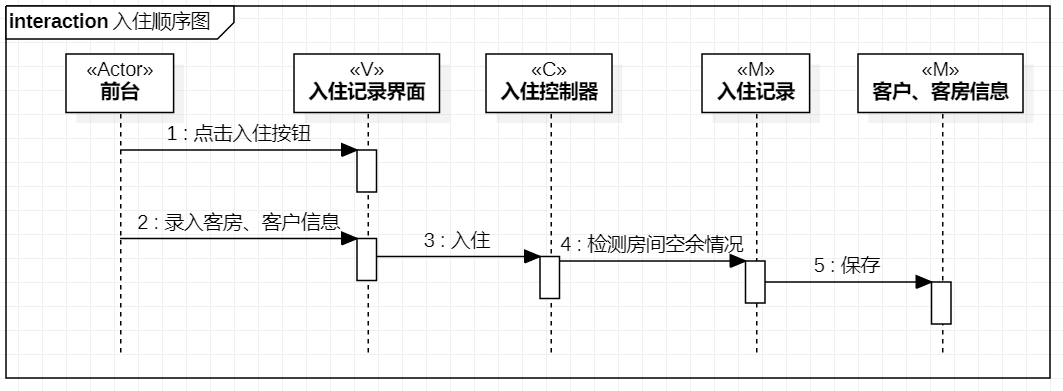 interaction 入住顺序图
«Actor»
前台
«V»
入住记录界面
«C»
入住控制器
«M»
入住记录
«M»
客户、客房信息
1 : 点击入住按钮
2 : 录入客房、客户信息
3 : 入住
4 : 检测房间空余情况
5 : 保存